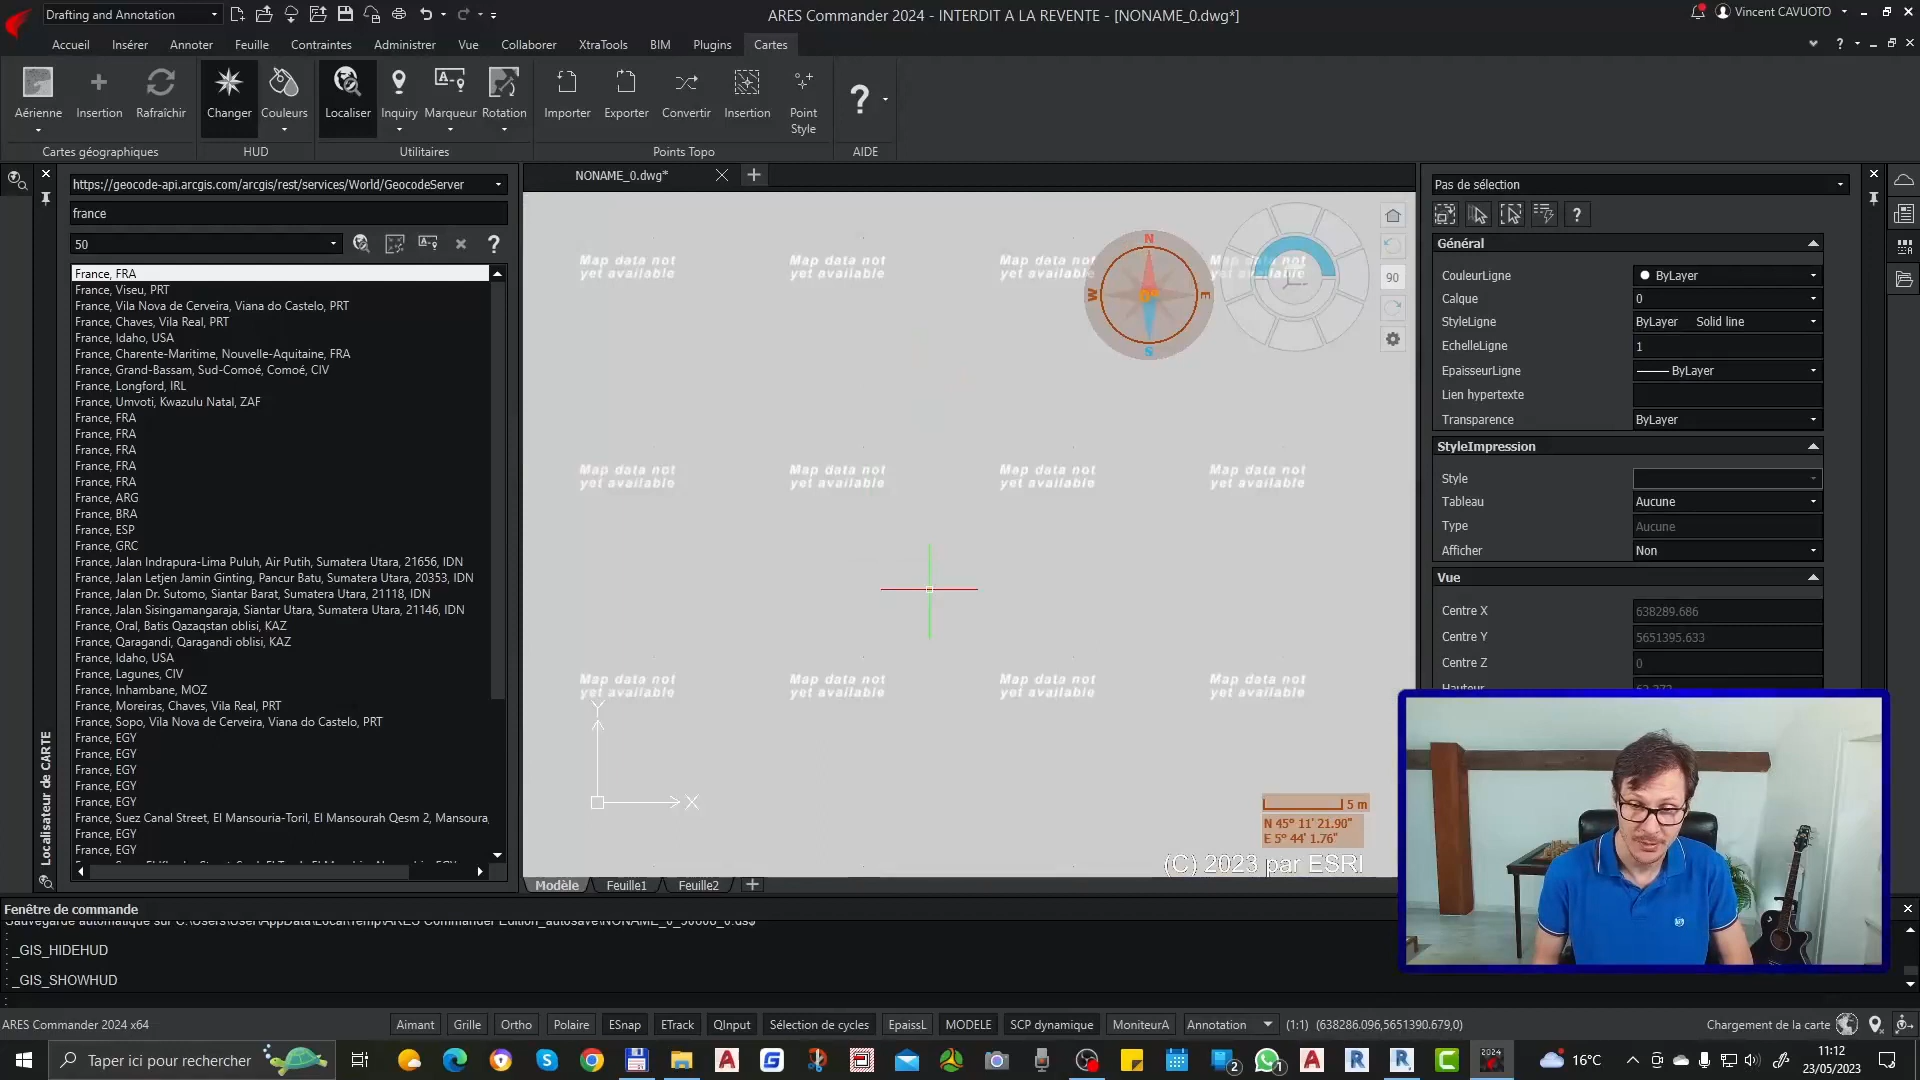 Drafting and Annotation
ARES Commander 2024 - INTERDIT A LA REVENTE - [NONAME_0.dwg*]
Vincent CAVUOTO
Accueil Insérer Annoter Feuille Contraintes Administrer Vue Collaborer XtraTools BIM Plugins Cartes
Aérienne Insertion Rafraîchir Changer Couleurs Localiser Inquiry Marqueur Rotation Importer Exporter Convertir Insertion Point Style
Cartes géographiques HUD Utilitaires Points Topo AIDE
https://geocode-api.arcgis.com/arcgis/rest/services/World/GeocodeServer
france
50
France, FRA
France, Viseu, PRT
France, Vila Nova de Cerveira, Viana do Castelo, PRT
France, Chaves, Vila Real, PRT
France, Idaho, USA
France, Charente-Maritime, Nouvelle-Aquitaine, FRA
France, Grand-Bassam, Sud-Comoé, Comoé, CIV
France, Longford, IRL
France, Umvoti, Kwazulu Natal, ZAF
France, FRA
France, FRA
France, FRA
France, FRA
France, FRA
France, ARG
France, BRA
France, ESP
France, GRC
France, Jalan Indrapura-Lima Puluh, Air Putih, Sumatera Utara, 21656, IDN
France, Jalan Letjen Jamin Ginting, Pancur Batu, Sumatera Utara, 20353, IDN
France, Jalan Dr. Sutomo, Siantar Barat, Sumatera Utara, 21118, IDN
France, Jalan Sisingamangaraja, Siantar Utara, Sumatera Utara, 21146, IDN
France, Oral, Batis Qazaqstan oblisi, KAZ
France, Qaragandi, Qaragandi oblisi, KAZ
France, Idaho, USA
France, Lagunes, CIV
France, Inhambane, MOZ
France, Moreiras, Chaves, Vila Real, PRT
France, Sopo, Vila Nova de Cerveira, Viana do Castelo, PRT
France, EGY
France, EGY
France, EGY
France, EGY
France, EGY
France, Suez Canal Street, El Mansouria-Toril, El Mansourah Qesm 2, Mansoura,
France, EGY
France, EGY
Localisateur de CARTE
NONAME_0.dwg*
Map data not yet available
Map data not yet available
Map data not yet available
Map data not yet available
Map data not yet available
Map data not yet available
Map data not yet available
Map data not yet available
Map data not yet available
Map data not yet available
Map data not yet available
N
W 0° E
S
90
Y
X
5 m
N 45° 11' 21.90"
E 5° 44' 1.76"
(C) 2023 par ESRI
Modèle Feuille1 Feuille2
Pas de sélection
Général
CouleurLigne ByLayer
Calque 0
StyleLigne ByLayer Solid line
EchelleLigne 1
EpaisseurLigne ByLayer
Lien hypertexte
Transparence ByLayer
StyleImpression
Style
Tableau Aucune
Type Aucune
Afficher Non
Vue
Centre X 638289.686
Centre Y 5651395.633
Centre Z 0
Fenêtre de commande
:
: _GIS_HIDEHUD
:
: _GIS_SHOWHUD
:
ARES Commander 2024 x64
Aimant Grille Ortho Polaire ESnap ETrack QInput Sélection de cycles EpaissL MODELE SCP dynamique MoniteurA Annotation (1:1) (638286.096,5651390.679,0)
Chargement de la carte
Taper ici pour rechercher
2
1
2024
16°C
11:12
23/05/2023